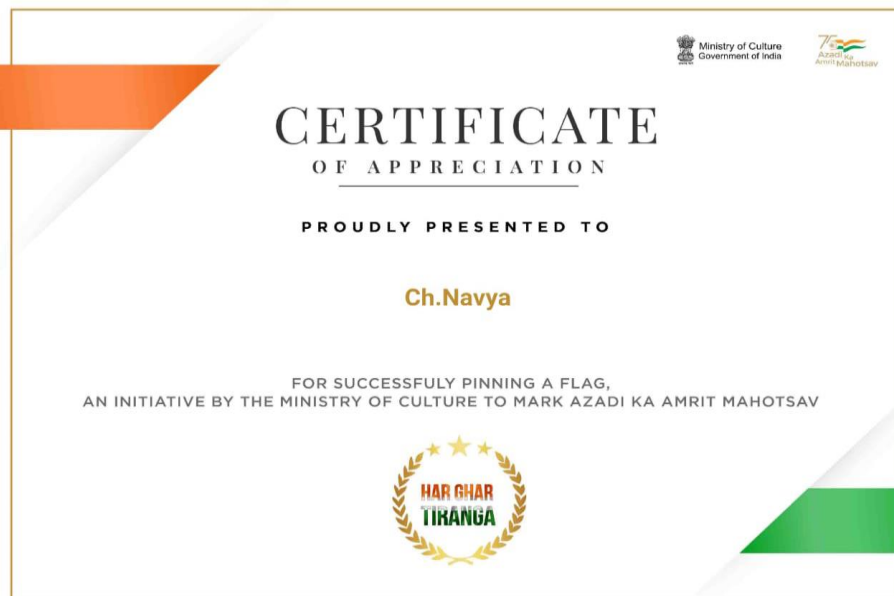 Ministry of Culture
Government of India
75
Azadi Ka
Amrit Mahotsav
CERTIFICATE
OF APPRECIATION
PROUDLY PRESENTED TO
Ch.Navya
FOR SUCCESSFULY PINNING A FLAG,
AN INITIATIVE BY THE MINISTRY OF CULTURE TO MARK AZADI KA AMRIT MAHOTSAV
HAR GHAR
TIRANGA